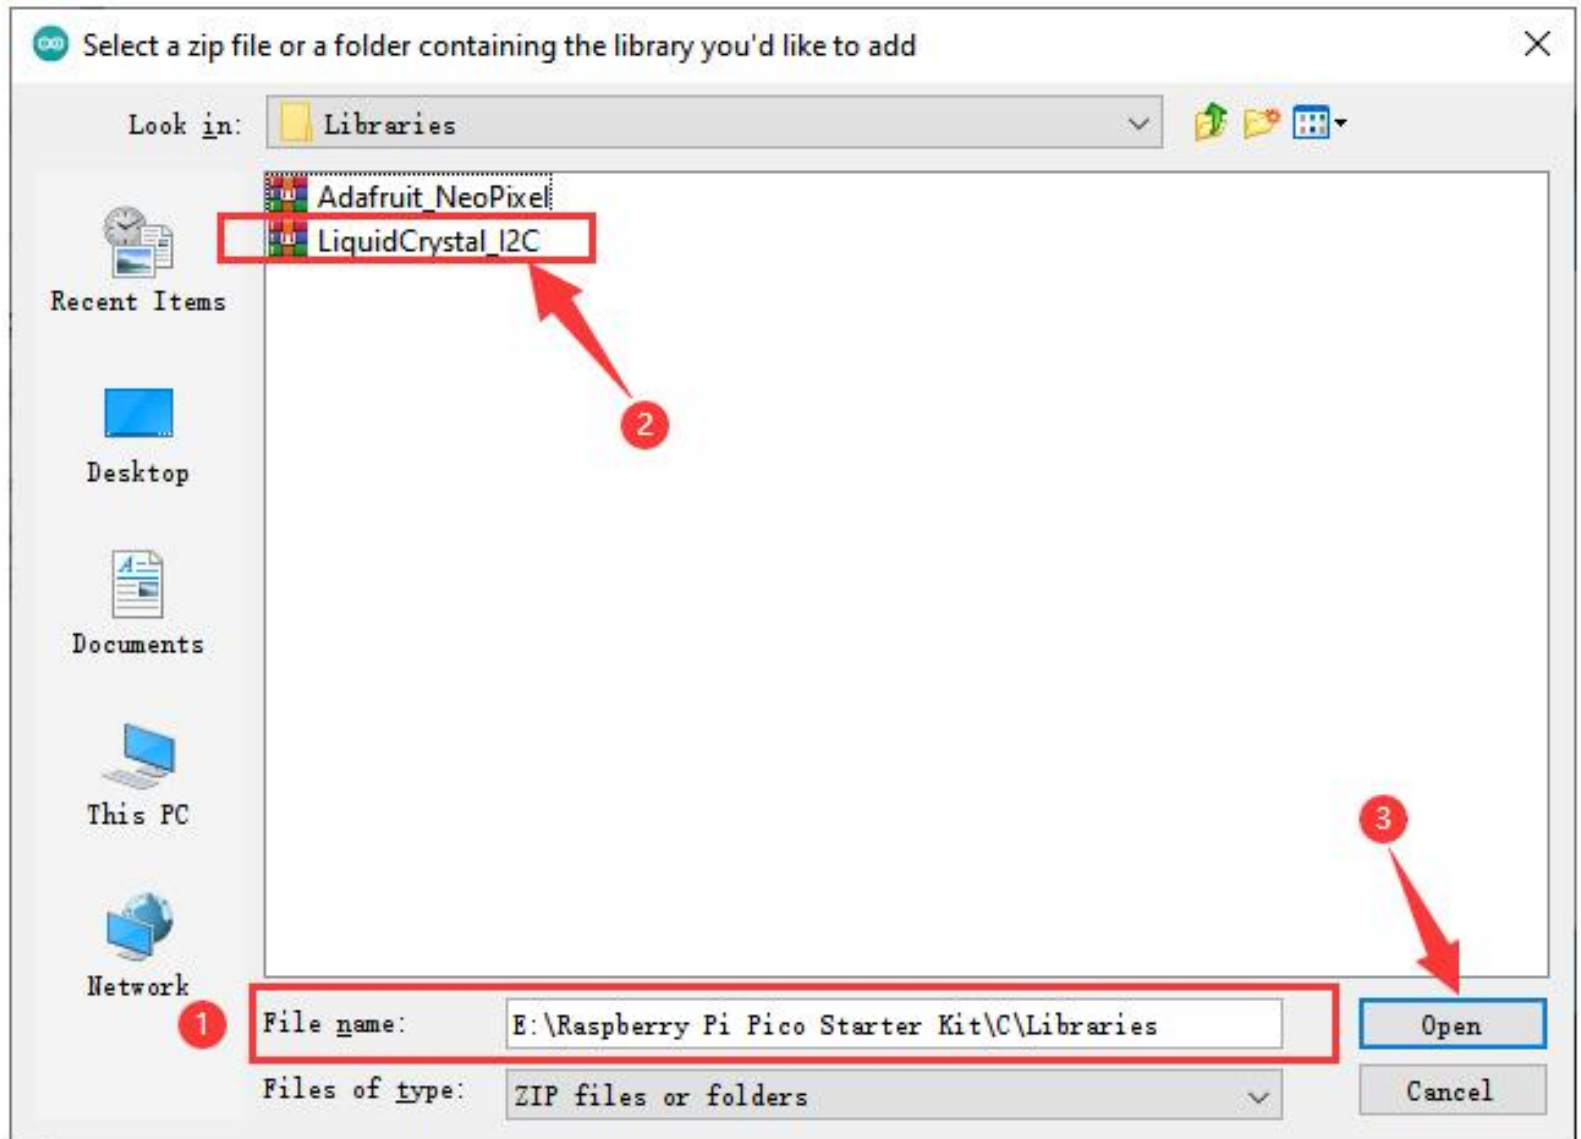 Select a zip file or a folder containing the library you'd like to add
Look in: Libraries
Adafruit_NeoPixel
LiquidCrystal_I2C
Recent Items
2
Desktop
Documents
This PC
3
Network
1
File name: E:\Raspberry Pi Pico Starter Kit\C\Libraries
Open
Files of type: ZIP files or folders
Cancel